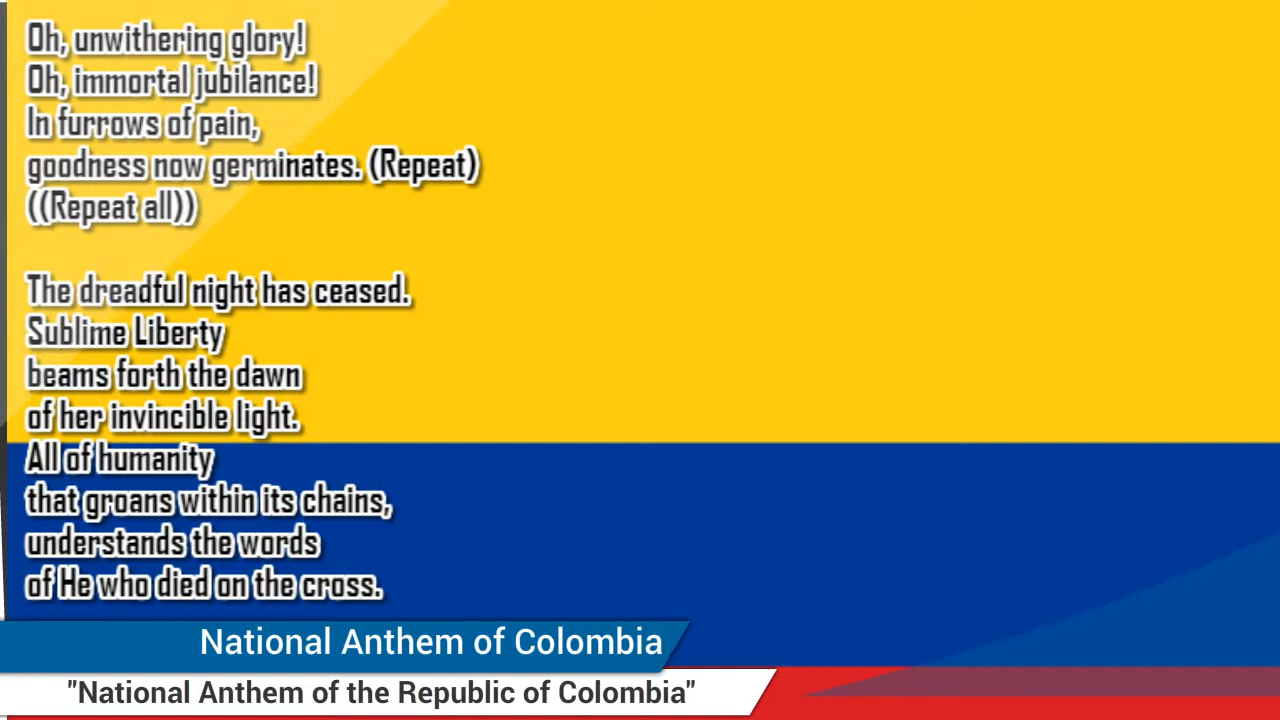 Oh, unwithering glory!
Oh, immortal jubilance!
In furrows of pain,
goodness now germinates. (Repeat)
((Repeat all))
The dreadful night has ceased.
Sublime Liberty
beams forth the dawn
of her invincible light.
All of humanity
that groans within its chains,
understands the words
of He who died on the cross.
National Anthem of Colombia
"National Anthem of the Republic of Colombia"